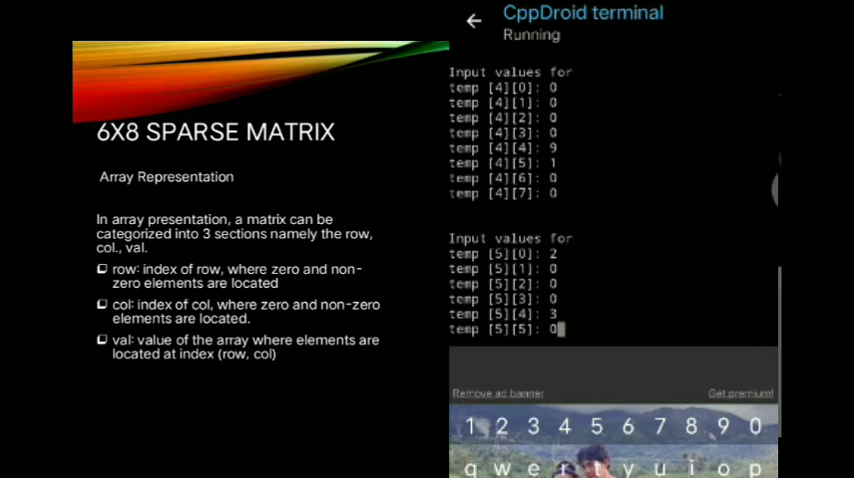 6X8 SPARSE MATRIX
Array Representation
In array presentation, a matrix can be
categorized into 3 sections namely the row,
col., val.
row: index of row, where zero and non-
zero elements are located
col: index of col, where zero and non-zero
elements are located.
val: value of the array where elements are
located at index (row, col)
CppDroid terminal
Running
Input values for
temp [4][0]: 0
temp [4][1]: 0
temp [4][2]: 0
temp [4][3]: 0
temp [4][4]: 9
temp [4][5]: 1
temp [4][6]: 0
temp [4][7]: 0
Input values for
temp [5][0]: 2
temp [5][1]: 0
temp [5][2]: 0
temp [5][3]: 0
temp [5][4]: 3
temp [5][5]: 0
Remove ad banner
Get premium!
1 2 3 4 5 6 7 8 9 0
q w e r t y u i o p